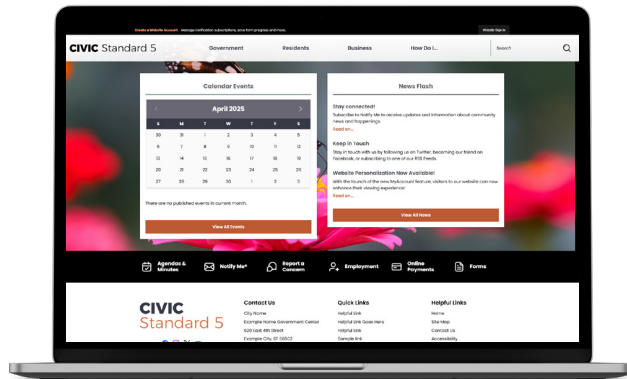 Create a Website Account - Manage notification subscriptions, save form progress and more.
Website Sign In
CIVIC Standard 5
Government
Residents
Business
How Do I...
Search
Calendar Events
April 2025
S M T W T F S
30 31 1 2 3 4 5
6 7 8 9 10 11 12
13 14 15 16 17 18 19
20 21 22 23 24 25 26
27 28 29 30 1 2 3
There are no published events in current month.
View All Events
News Flash
Stay connected!
Subscribe to Notify Me to receive updates and information about community
news and happenings.
Read on...
Keep in Touch
Stay in touch with us by following us on Twitter, becoming our friend on
Facebook, or subscribing to one of our RSS Feeds.
Website Personalization Now Available!
With the launch of the new MyAccount feature, visitors to our website can now
enhance their viewing experience!
Read on...
View All News
Agendas &
Minutes
Notify Me®
Report a
Concern
Employment
Online
Payments
Forms
CIVIC
Standard 5
Contact Us
City Name
Example Name Government Center
620 East 4th Street
Example City, ST 66502
Quick Links
Helpful Link
Helpful Link Goes Here
Helpful Link
Sample link
Helpful Links
Home
Site Map
Contact Us
Accessibility